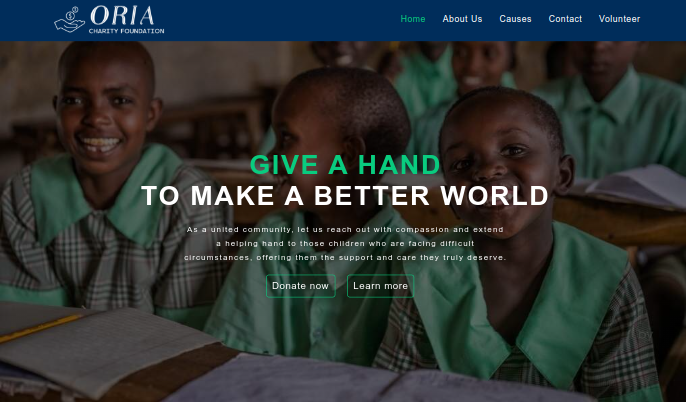 ORIA
CHARITY FOUNDATION
Home About Us Causes Contact Volunteer
GIVE A HAND
TO MAKE A BETTER WORLD
As a united community, let us reach out with compassion and extend
a helping hand to those children who are facing difficult
circumstances, offering them the support and care they truly deserve.
Donate now Learn more